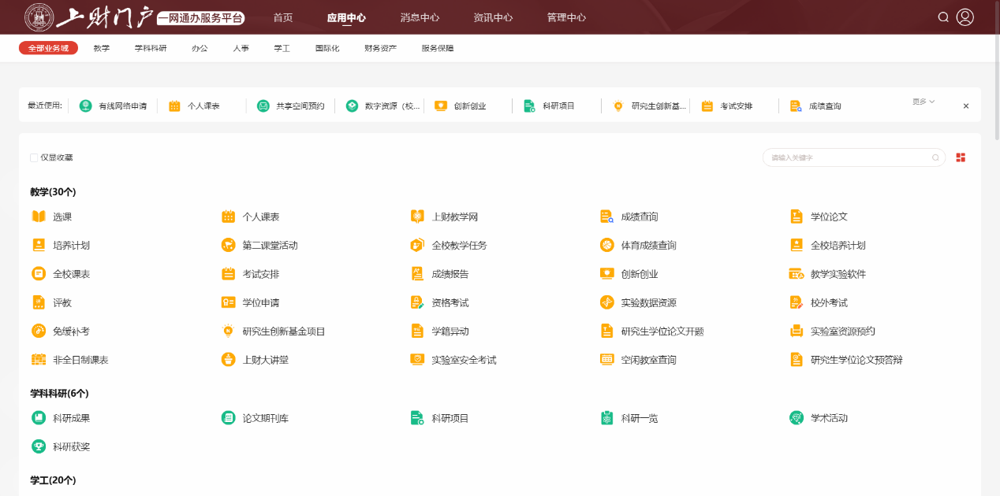 上财门户 一网通办服务平台 首页 应用中心 消息中心 资讯中心 管理中心
全部业务域 教学 学科科研 办公 人事 学工 国际化 财务资产 服务保障
最近使用: 有线网络申请 个人课表 共享空间预约 数字资源（校... 创新创业 科研项目 研究生创新基... 考试安排 成绩查询 更多
仅显收藏 请输入关键字
教学(30个)
选课 个人课表 上财教学网 成绩查询 学位论文
培养计划 第二课堂活动 全校教学任务 体育成绩查询 全校培养计划
全校课表 考试安排 成绩报告 创新创业 教学实验软件
评教 学位申请 资格考试 实验数据资源 校外考试
免缓补考 研究生创新基金项目 学籍异动 研究生学位论文开题 实验室资源预约
非全日制课表 上财大讲堂 实验室安全考试 空闲教室查询 研究生学位论文预答辩
学科科研(6个)
科研成果 论文期刊库 科研项目 科研一览 学术活动
科研获奖
学工(20个)